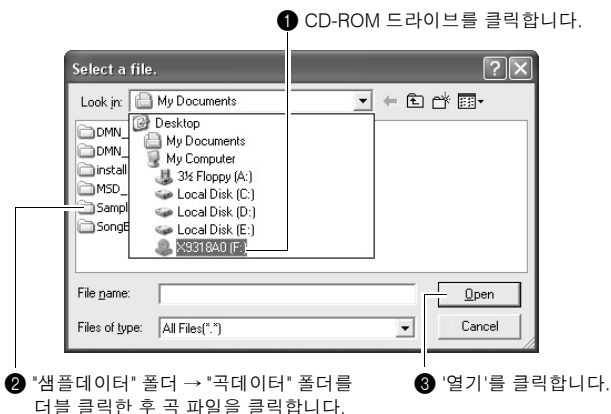 ❶ CD-ROM 드라이브를 클릭합니다.
Select a file.
Look in: My Documents
Desktop
My Documents
My Computer
3½ Floppy (A:)
Local Disk (C:)
Local Disk (D:)
Local Disk (E:)
X9318A0 (F:)
DMN_
DMN_
install
MSD_
Sampl
SongE
File name:
Open
Files of type: All Files(*.*)
Cancel
❷ "샘플데이터" 폴더 → "곡데이터" 폴더를
더블 클릭한 후 곡 파일을 클릭합니다.
❸ '열기'를 클릭합니다.